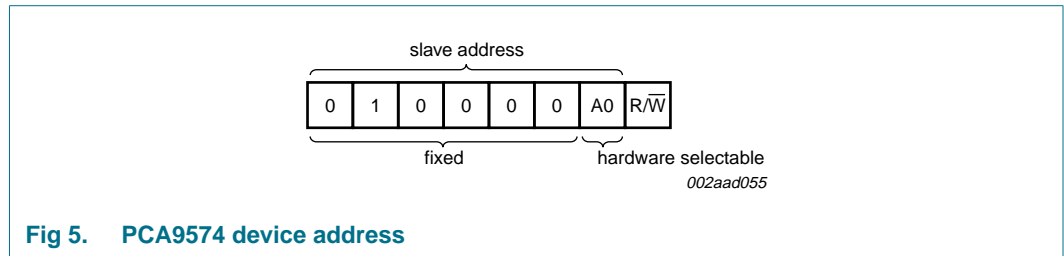 slave address
0 1 0 0 0 0 A0 R/W̅
fixed hardware selectable
002aad055
Fig 5. PCA9574 device address